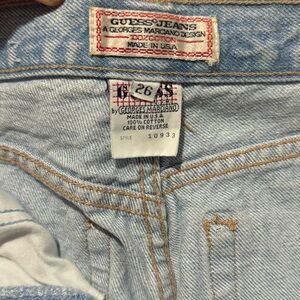 GUESS JEANS
A GEORGES MARCIANO DESIGN
100% COTTON
MADE IN U.S.A.
26
by GEORGES MARCIANO
MADE IN U.S.A.
100% COTTON
CARE ON REVERSE
STYLE 10933